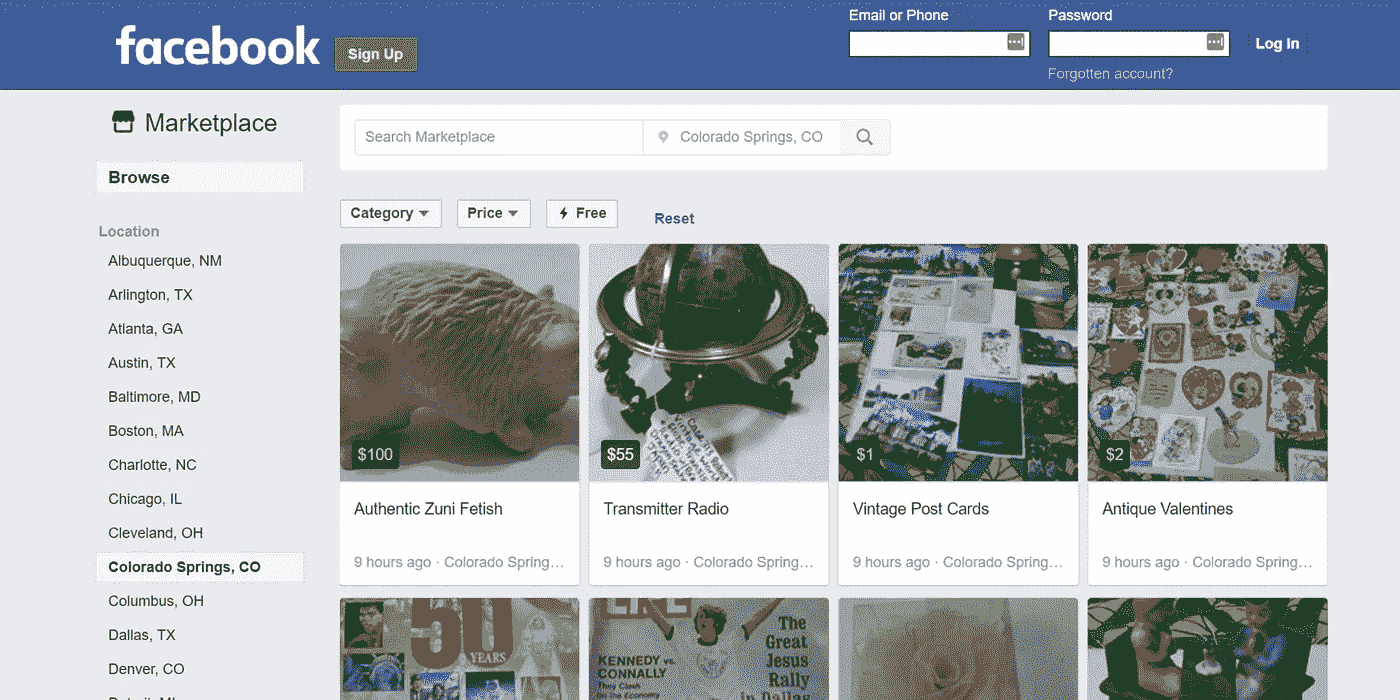 facebook
Sign Up
Email or Phone
Password
Log In
Forgotten account?
Marketplace
Search Marketplace
Colorado Springs, CO
Browse
Category
Price
Free
Reset
Location
Albuquerque, NM
Arlington, TX
Atlanta, GA
Austin, TX
Baltimore, MD
Boston, MA
Charlotte, NC
Chicago, IL
Cleveland, OH
Colorado Springs, CO
Columbus, OH
Dallas, TX
Denver, CO
$100
$55
$1
$2
Authentic Zuni Fetish
Transmitter Radio
Vintage Post Cards
Antique Valentines
9 hours ago · Colorado Spring…
9 hours ago · Colorado Spring…
9 hours ago · Colorado Spring…
9 hours ago · Colorado Spring…
50
YEARS
KENNEDY vs.
CONNALLY
They Clash
on the Economy
The
Great
Jesus
Rally
in Dallas